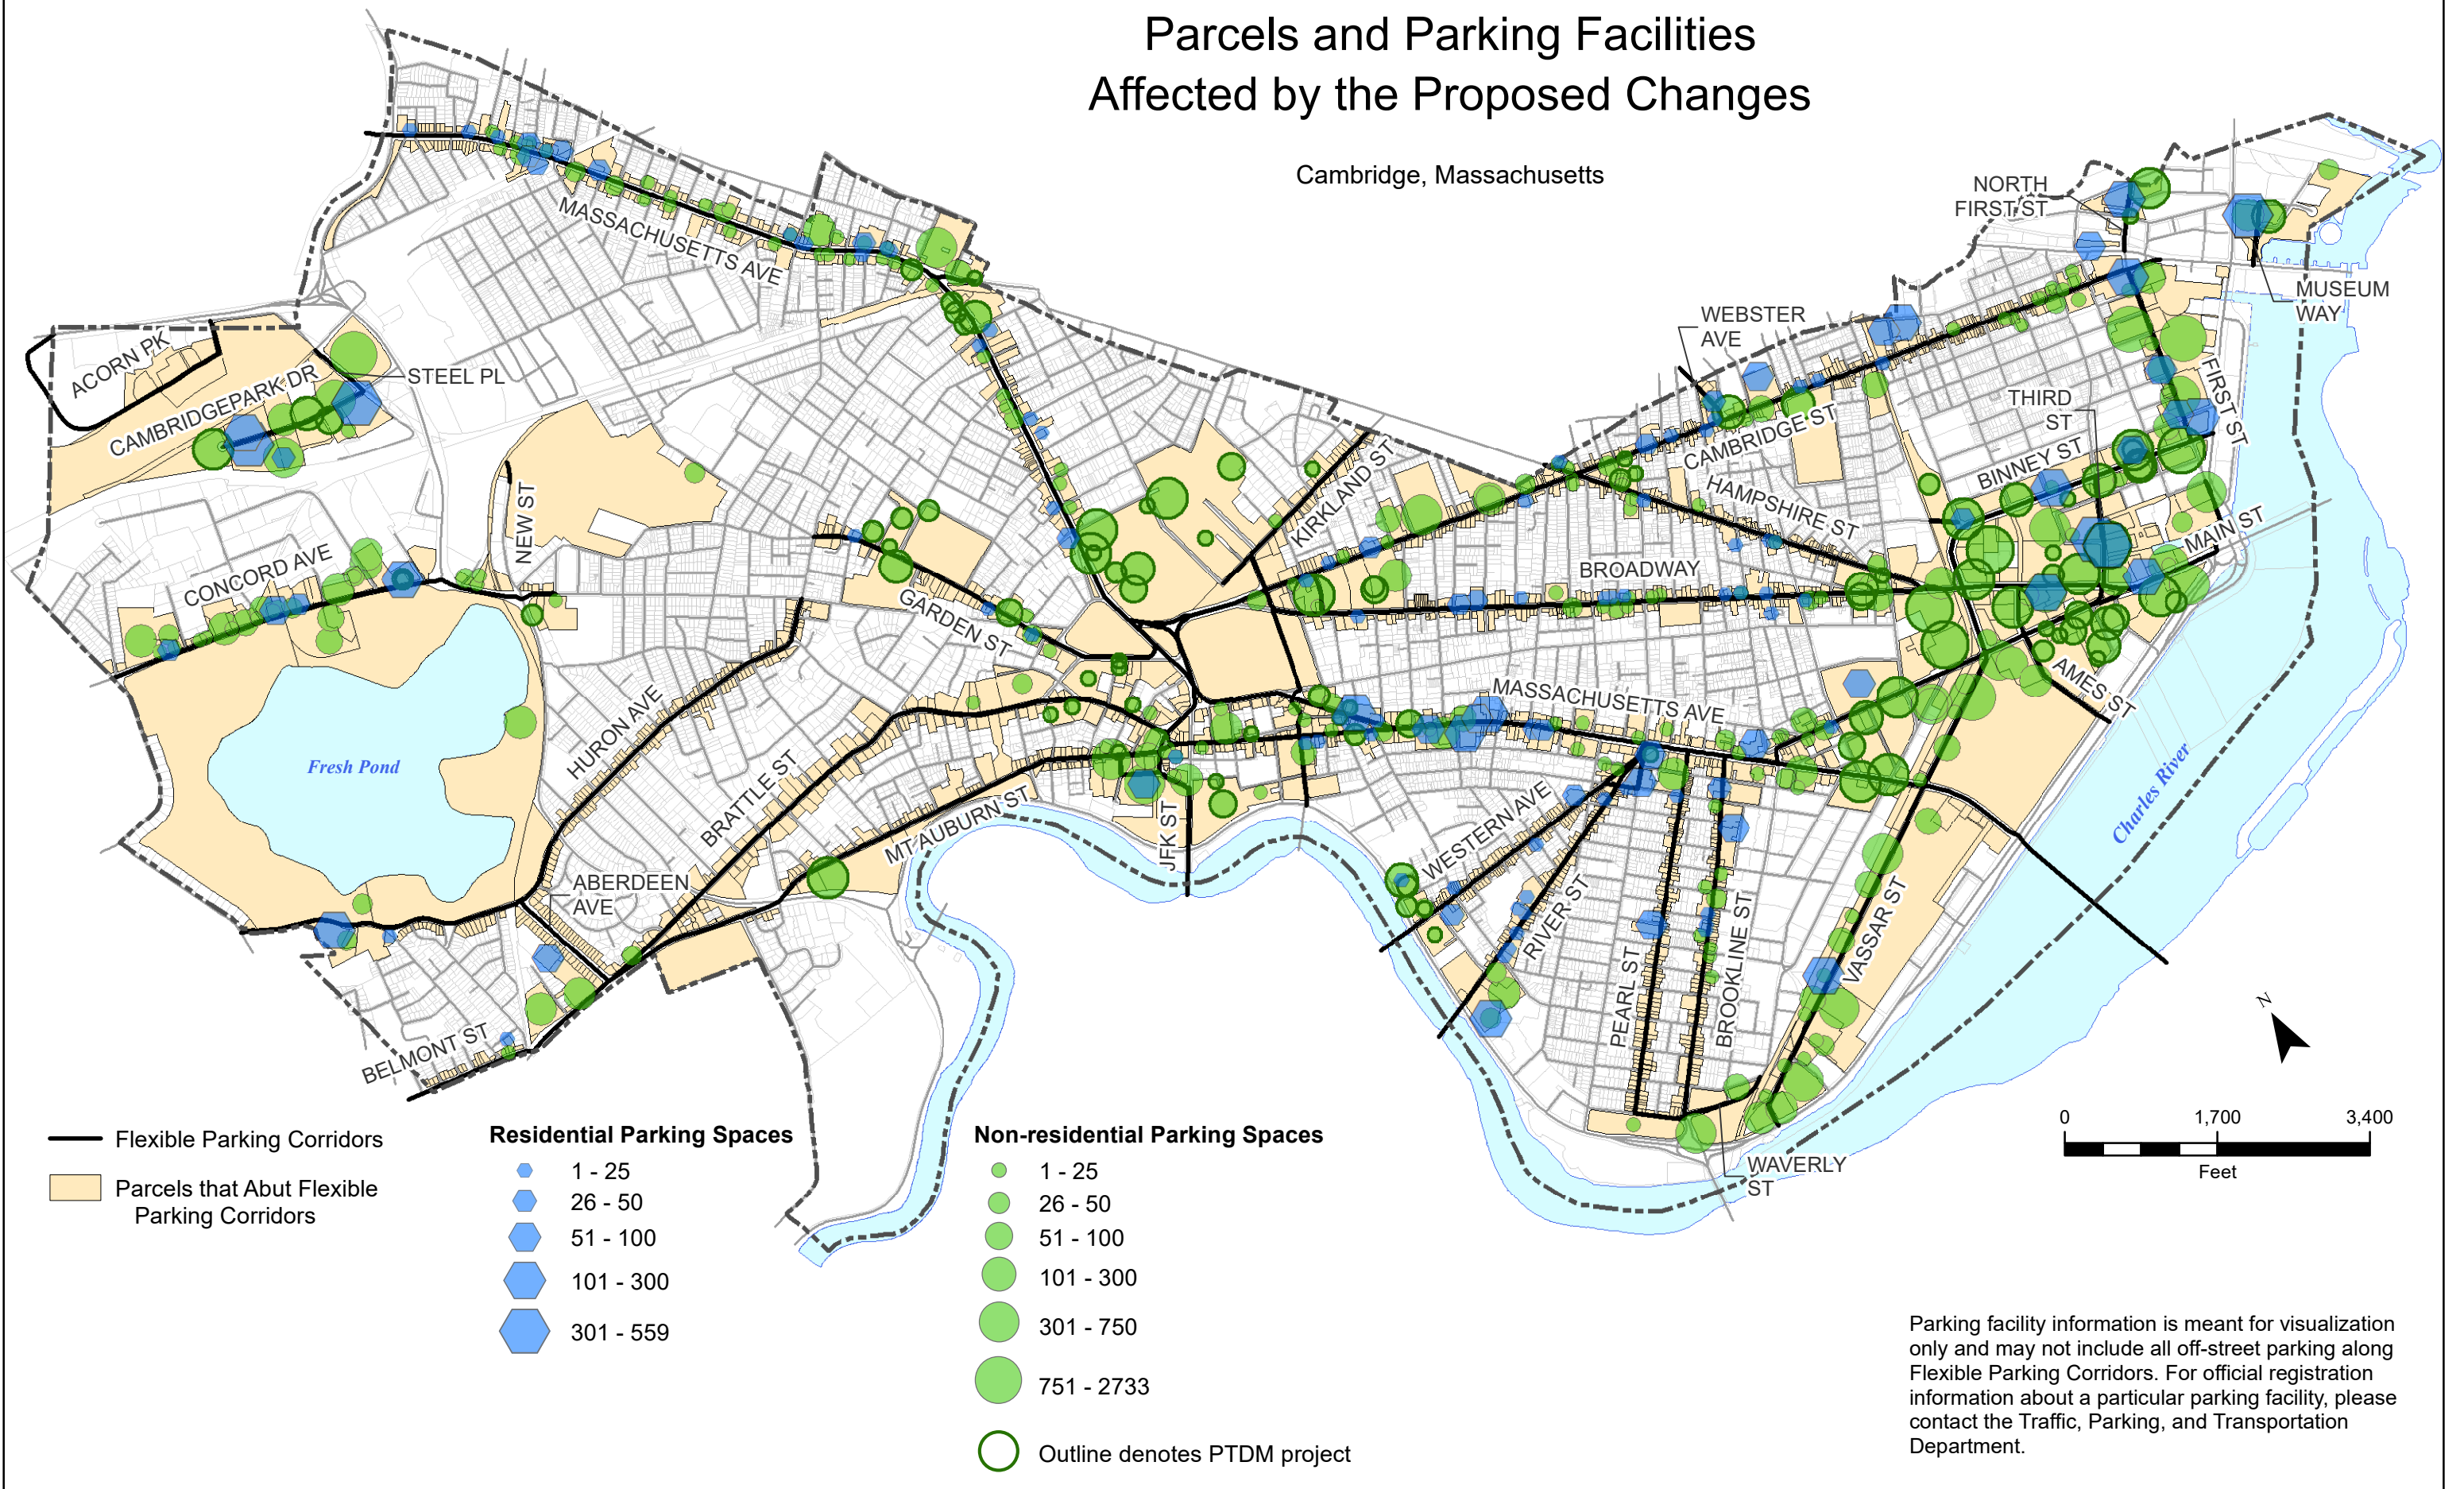 Parcels and Parking Facilities
Affected by the Proposed Changes
Cambridge, Massachusetts
NORTH
FIRST ST
MUSEUM
WAY
WEBSTER
AVE
MASSACHUSETTS AVE
ACORN PK
STEEL PL
CAMBRIDGEPARK DR
THIRD
ST
FIRST ST
CAMBRIDGE ST
KIRKLAND ST
BINNEY ST
HAMPSHIRE ST
NEW ST
MAIN ST
CONCORD AVE
BROADWAY
GARDEN ST
AMES ST
HURON AVE
MASSACHUSETTS AVE
Fresh Pond
BRATTLE ST
Charles River
MT AUBURN ST
JFK ST
WESTERN AVE
ABERDEEN
AVE
RIVER ST
VASSAR ST
PEARL ST
BROOKLINE ST
BELMONT ST
WAVERLY
ST
N
0 1,700 3,400
Feet
Flexible Parking Corridors
Parcels that Abut Flexible
Parking Corridors
Residential Parking Spaces
1 - 25
26 - 50
51 - 100
101 - 300
301 - 559
Non-residential Parking Spaces
1 - 25
26 - 50
51 - 100
101 - 300
301 - 750
751 - 2733
Outline denotes PTDM project
Parking facility information is meant for visualization
only and may not include all off-street parking along
Flexible Parking Corridors. For official registration
information about a particular parking facility, please
contact the Traffic, Parking, and Transportation
Department.